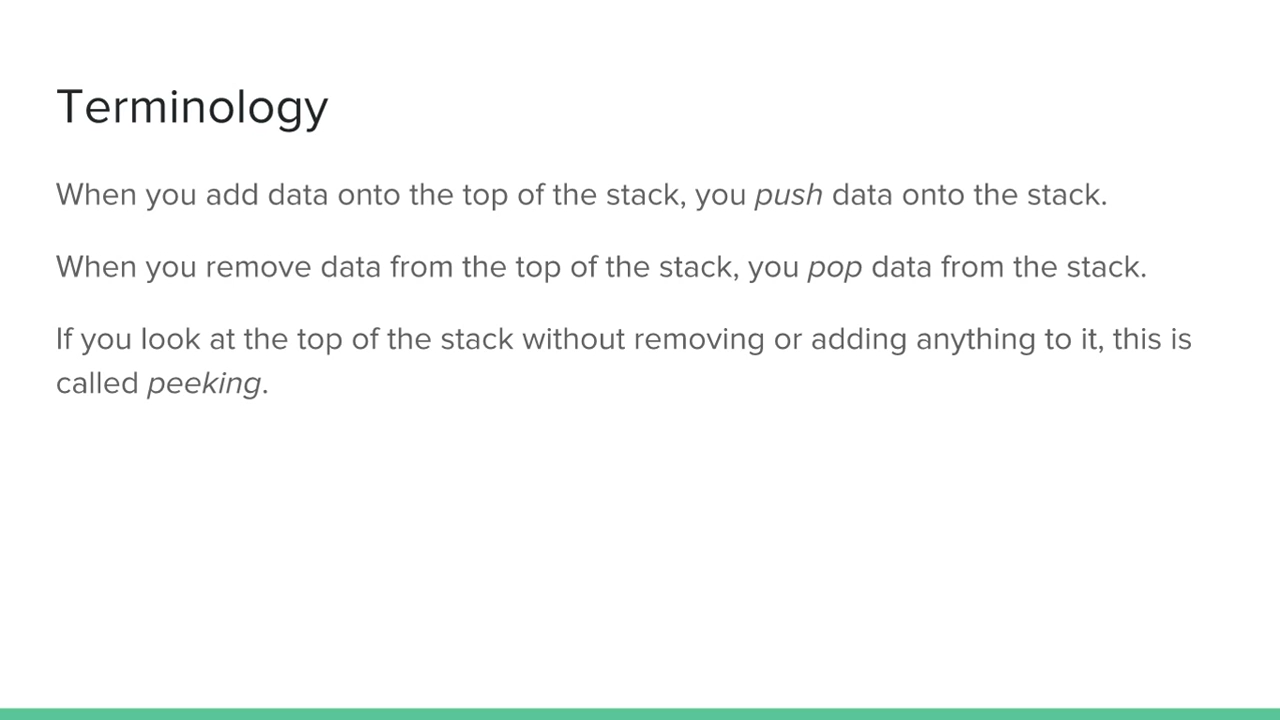 Terminology
When you add data onto the top of the stack, you push data onto the stack.
When you remove data from the top of the stack, you pop data from the stack.
If you look at the top of the stack without removing or adding anything to it, this is
called peeking.